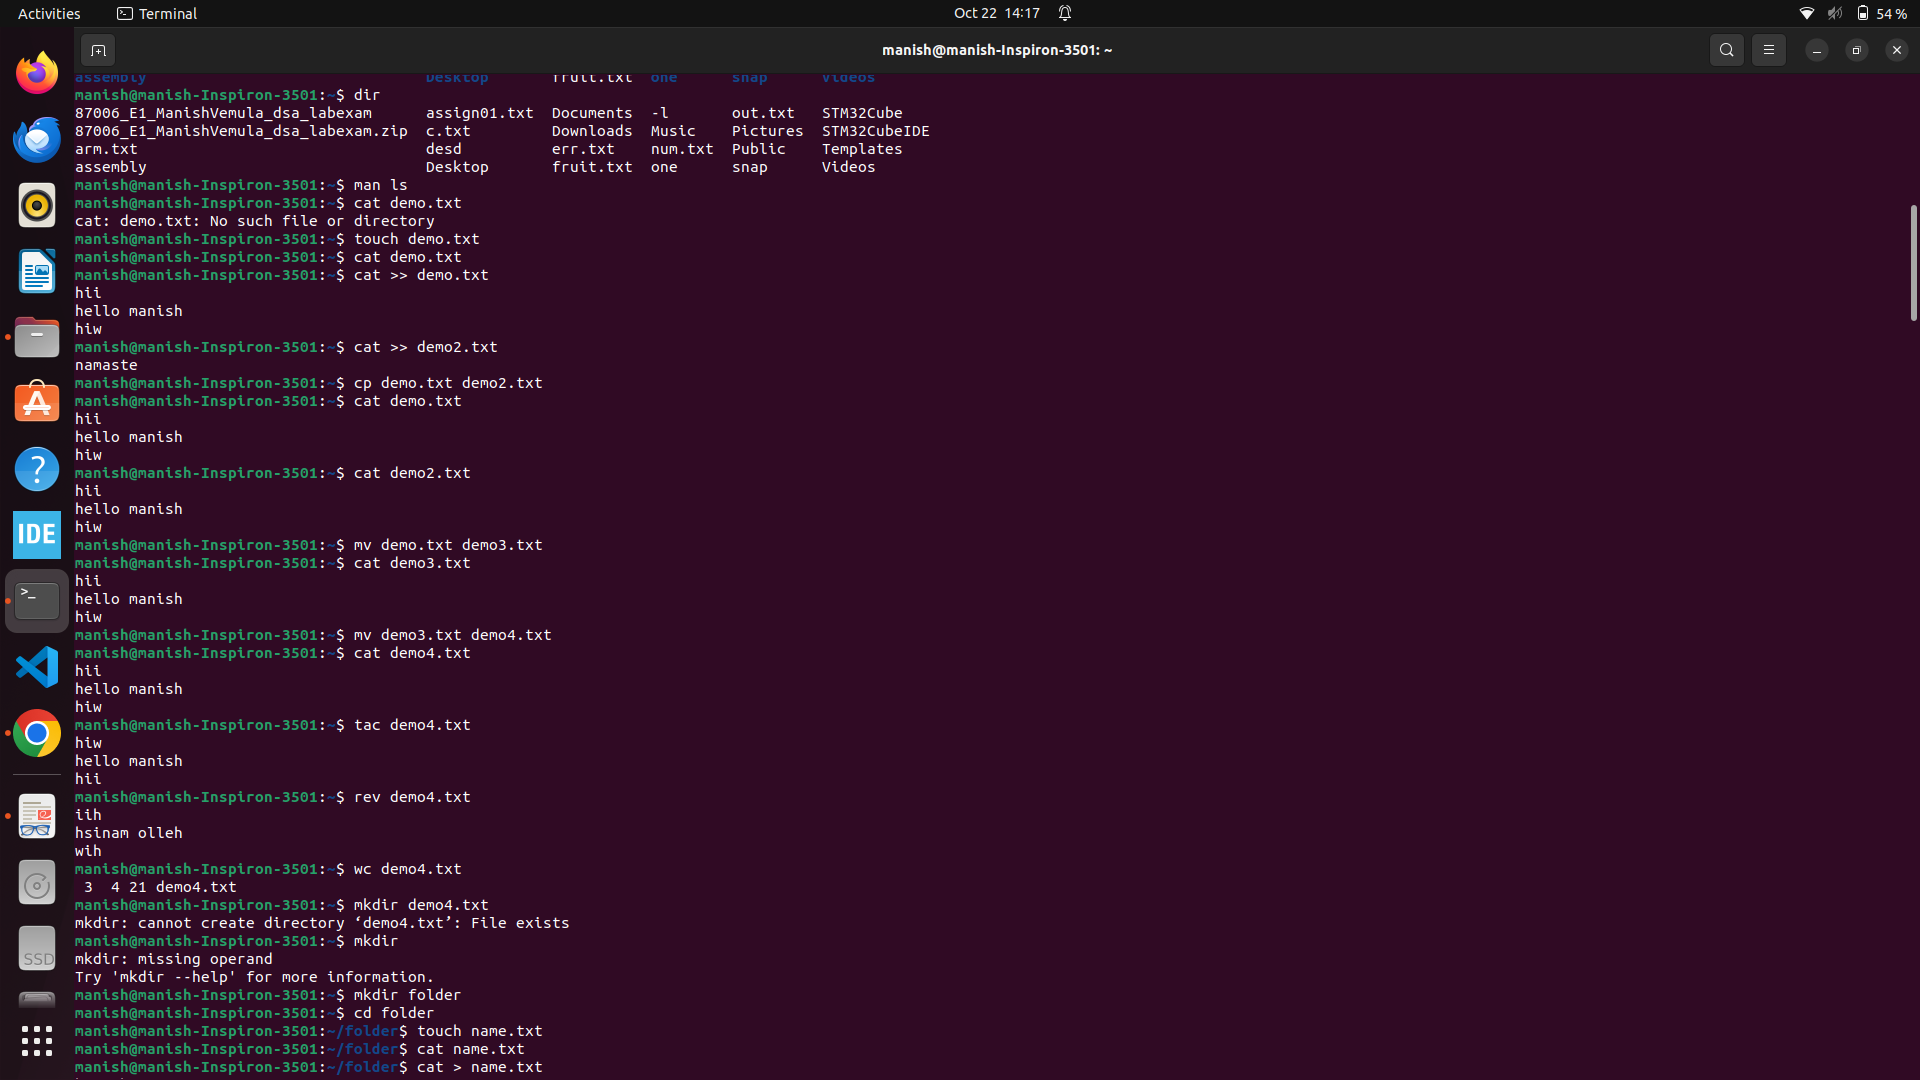 Activities Terminal Oct 22 14:17 54 %
manish@manish-Inspiron-3501: ~
assembly Desktop fruit.txt one snap Videos
manish@manish-Inspiron-3501:~$ dir
87006_E1_ManishVemula_dsa_labexam assign01.txt Documents -l out.txt STM32Cube
87006_E1_ManishVemula_dsa_labexam.zip c.txt Downloads Music Pictures STM32CubeIDE
arm.txt desd err.txt num.txt Public Templates
assembly Desktop fruit.txt one snap Videos
manish@manish-Inspiron-3501:~$ man ls
manish@manish-Inspiron-3501:~$ cat demo.txt
cat: demo.txt: No such file or directory
manish@manish-Inspiron-3501:~$ touch demo.txt
manish@manish-Inspiron-3501:~$ cat demo.txt
manish@manish-Inspiron-3501:~$ cat >> demo.txt
hii
hello manish
hiw
manish@manish-Inspiron-3501:~$ cat >> demo2.txt
namaste
manish@manish-Inspiron-3501:~$ cp demo.txt demo2.txt
manish@manish-Inspiron-3501:~$ cat demo.txt
hii
hello manish
hiw
manish@manish-Inspiron-3501:~$ cat demo2.txt
hii
hello manish
hiw
manish@manish-Inspiron-3501:~$ mv demo.txt demo3.txt
manish@manish-Inspiron-3501:~$ cat demo3.txt
hii
hello manish
hiw
manish@manish-Inspiron-3501:~$ mv demo3.txt demo4.txt
manish@manish-Inspiron-3501:~$ cat demo4.txt
hii
hello manish
hiw
manish@manish-Inspiron-3501:~$ tac demo4.txt
hiw
hello manish
hii
manish@manish-Inspiron-3501:~$ rev demo4.txt
iih
hsinam olleh
wih
manish@manish-Inspiron-3501:~$ wc demo4.txt
3 4 21 demo4.txt
manish@manish-Inspiron-3501:~$ mkdir demo4.txt
mkdir: cannot create directory ‘demo4.txt’: File exists
manish@manish-Inspiron-3501:~$ mkdir
mkdir: missing operand
Try 'mkdir --help' for more information.
manish@manish-Inspiron-3501:~$ mkdir folder
manish@manish-Inspiron-3501:~$ cd folder
manish@manish-Inspiron-3501:~/folder$ touch name.txt
manish@manish-Inspiron-3501:~/folder$ cat name.txt
manish@manish-Inspiron-3501:~/folder$ cat > name.txt
IDE
SSD